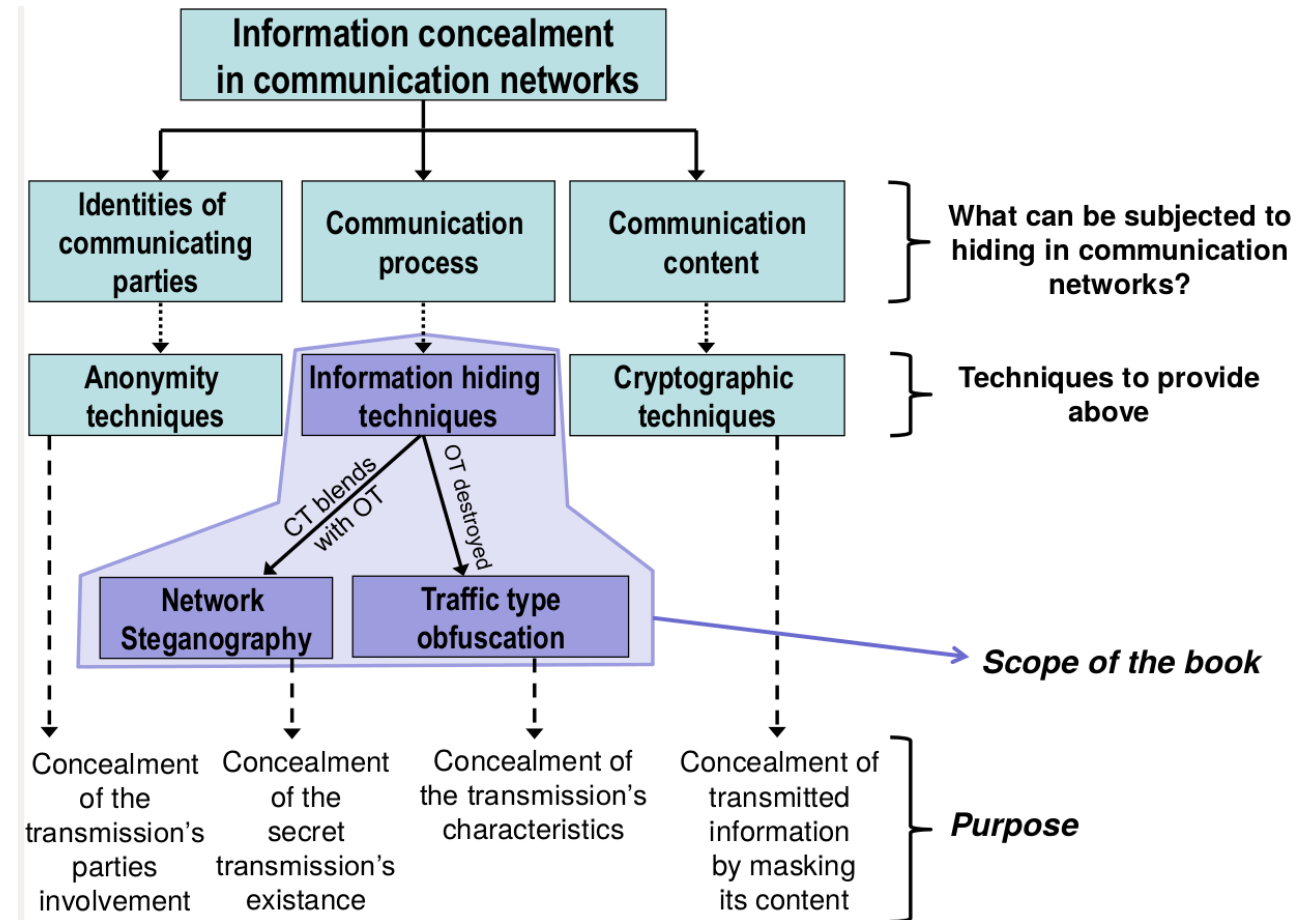 Information concealment
in communication networks
Identities of
communicating
parties
Communication
process
Communication
content
What can be subjected to
hiding in communication
networks?
Anonymity
techniques
Information hiding
techniques
Cryptographic
techniques
Techniques to provide
above
CT blends
with OT
OT destroyed
Network
Steganography
Traffic type
obfuscation
Scope of the book
Concealment
of the
transmission’s
parties
involvement
Concealment
of the
secret
transmission’s
existance
Concealment of
the transmission’s
characteristics
Concealment of
transmitted
information
by masking
its content
Purpose